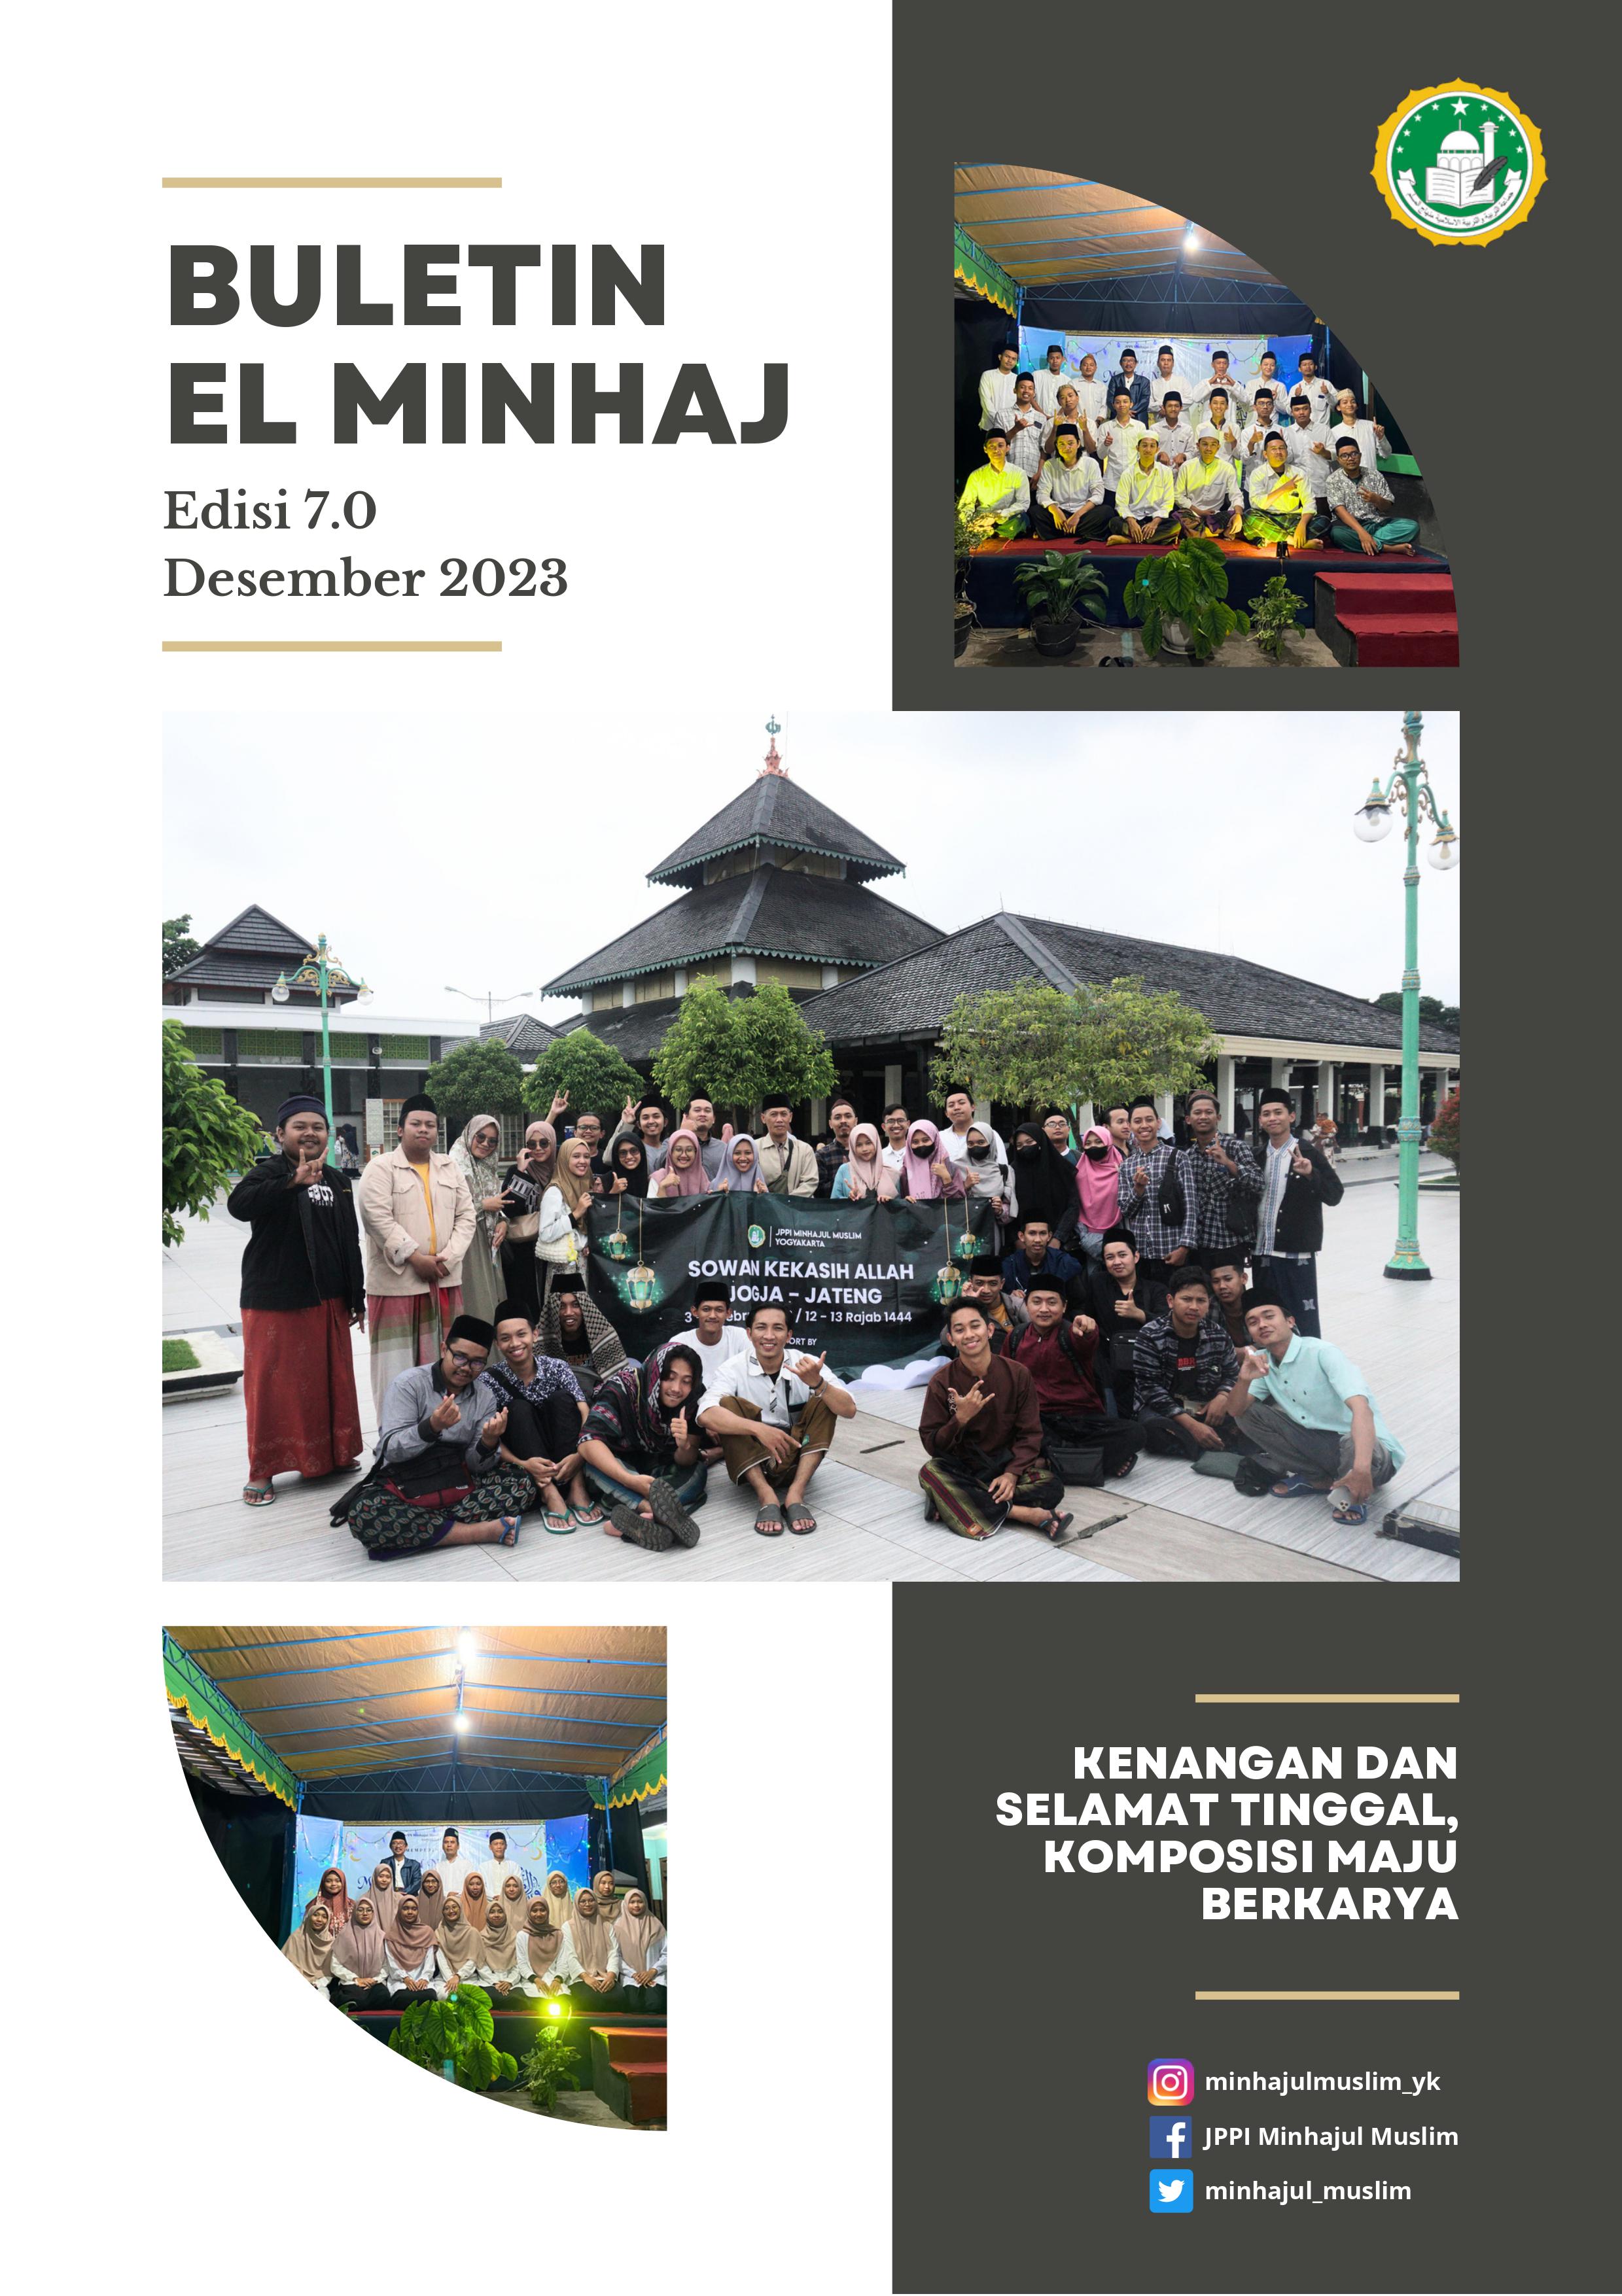 BULETIN
EL MINHAJ
Edisi 7.0
Desember 2023
JPPI MINHAJUL MUSLIM
YOGYAKARTA
SOWAN KEKASIH ALLAH
JOGJA - JATENG
/ 12 - 13 Rajab 1444
BY
KENANGAN DAN
SELAMAT TINGGAL,
KOMPOSISI MAJU
BERKARYA
minhajulmuslim_yk
JPPI Minhajul Muslim
minhajul_muslim